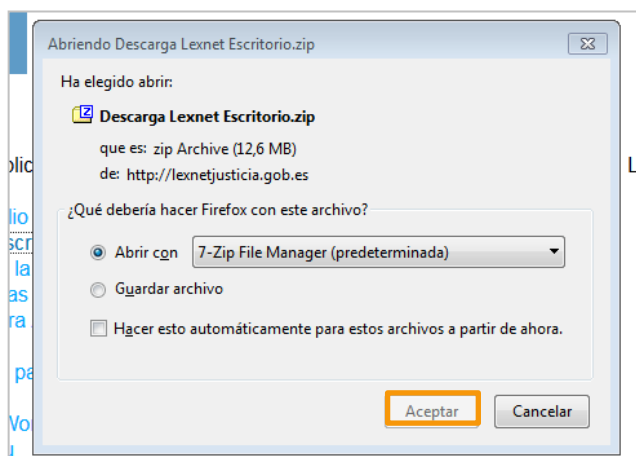 Abriendo Descarga Lexnet Escritorio.zip
Ha elegido abrir:
Descarga Lexnet Escritorio.zip
que es: zip Archive (12,6 MB)
de: http://lexnetjusticia.gob.es
¿Qué debería hacer Firefox con este archivo?
Abrir con 7-Zip File Manager (predeterminada)
Guardar archivo
Hacer esto automáticamente para estos archivos a partir de ahora.
Aceptar Cancelar